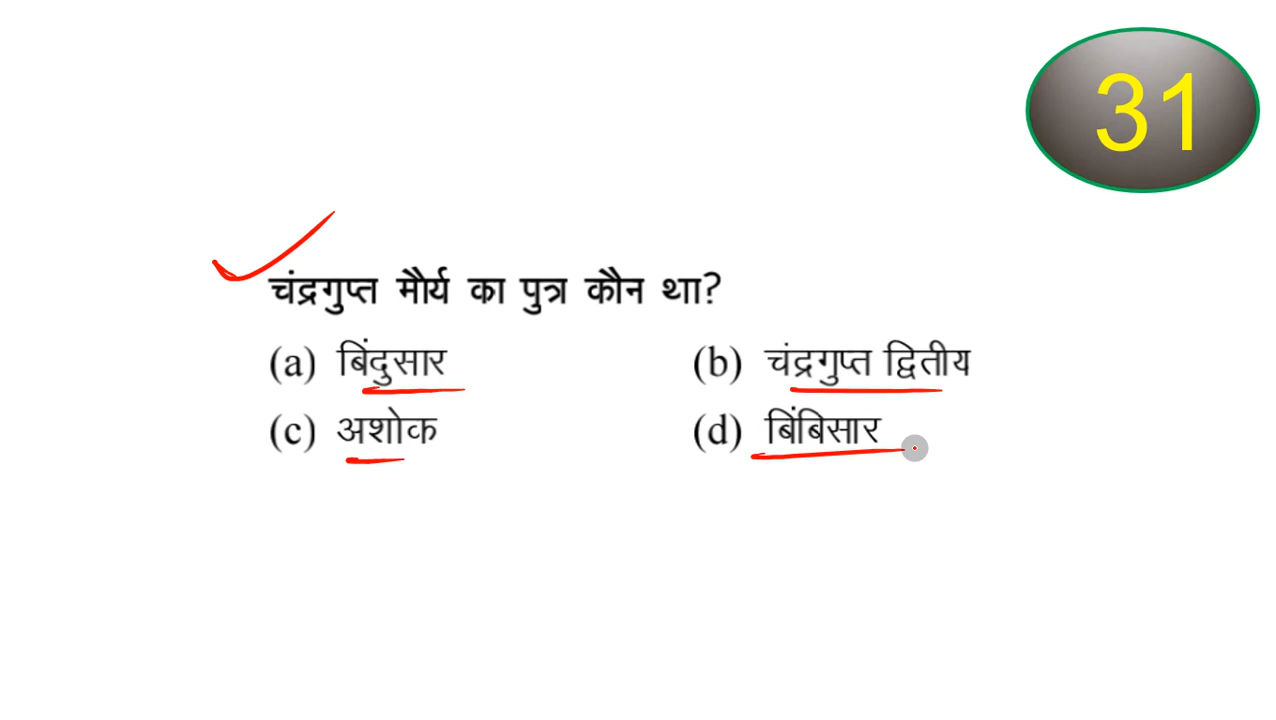 31
चंद्रगुप्त मौर्य का पुत्र कौन था?
(a) बिंदुसार (b) चंद्रगुप्त द्वितीय
(c) अशोक (d) बिंबिसार